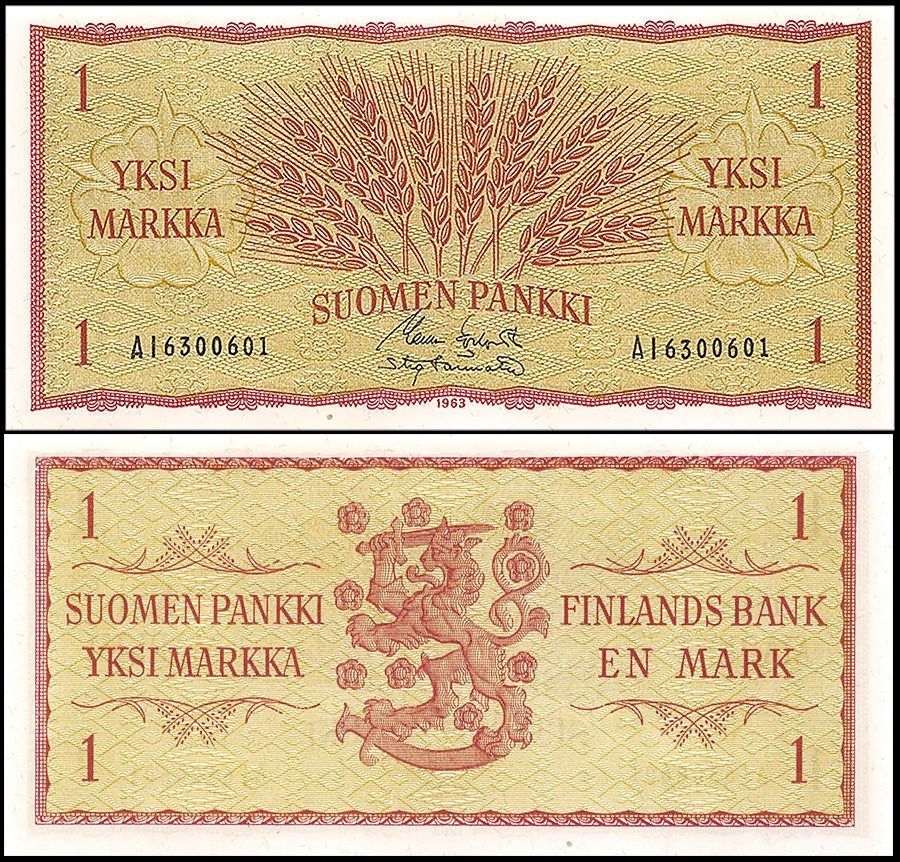 1
1
YKSI
MARKKA
YKSI
MARKKA
SUOMEN PANKKI
1
A16300601
A16300601
1
1963
1
1
SUOMEN PANKKI
YKSI MARKKA
FINLANDS BANK
EN MARK
1
1